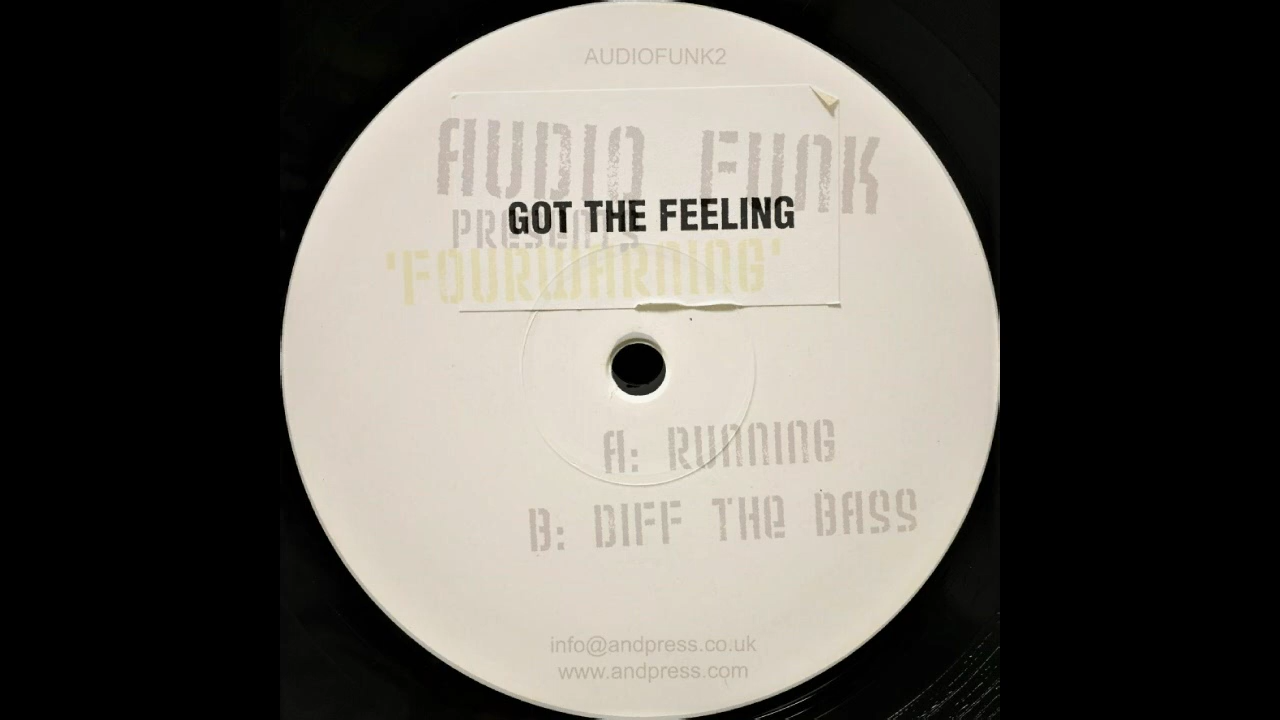 AUDIOFUNK2
AUDIO FUNK
PRESENTS
GOT THE FEELING
'FOURWARNING'
A: RUNNING
B: DIFF THE BASS
info@andpress.co.uk
www.andpress.com